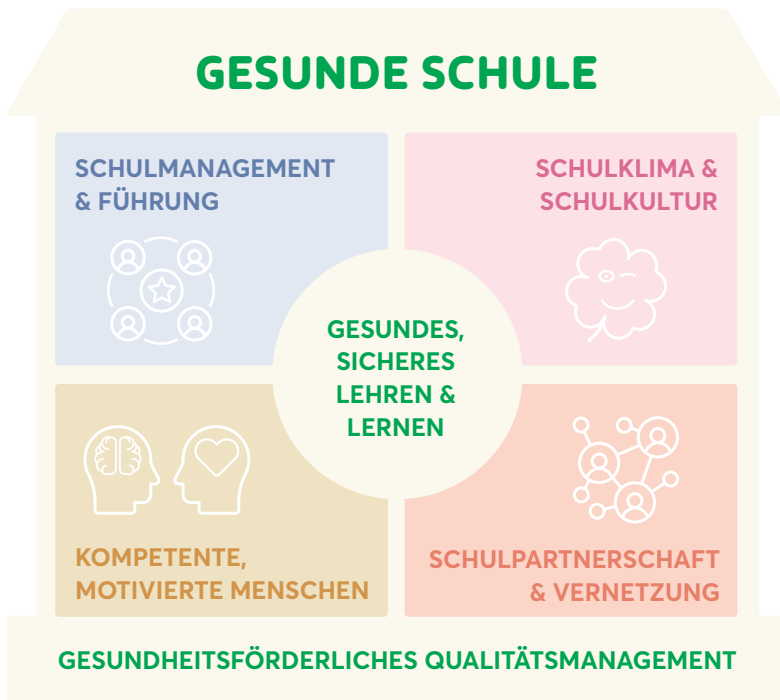 GESUNDE SCHULE
SCHULMANAGEMENT
& FÜHRUNG
SCHULKLIMA &
SCHULKULTUR
GESUNDES,
SICHERES
LEHREN &
LERNEN
KOMPETENTE,
MOTIVIERTE MENSCHEN
SCHULPARTNERSCHAFT
& VERNETZUNG
GESUNDHEITSFÖRDERLICHES QUALITÄTSMANAGEMENT